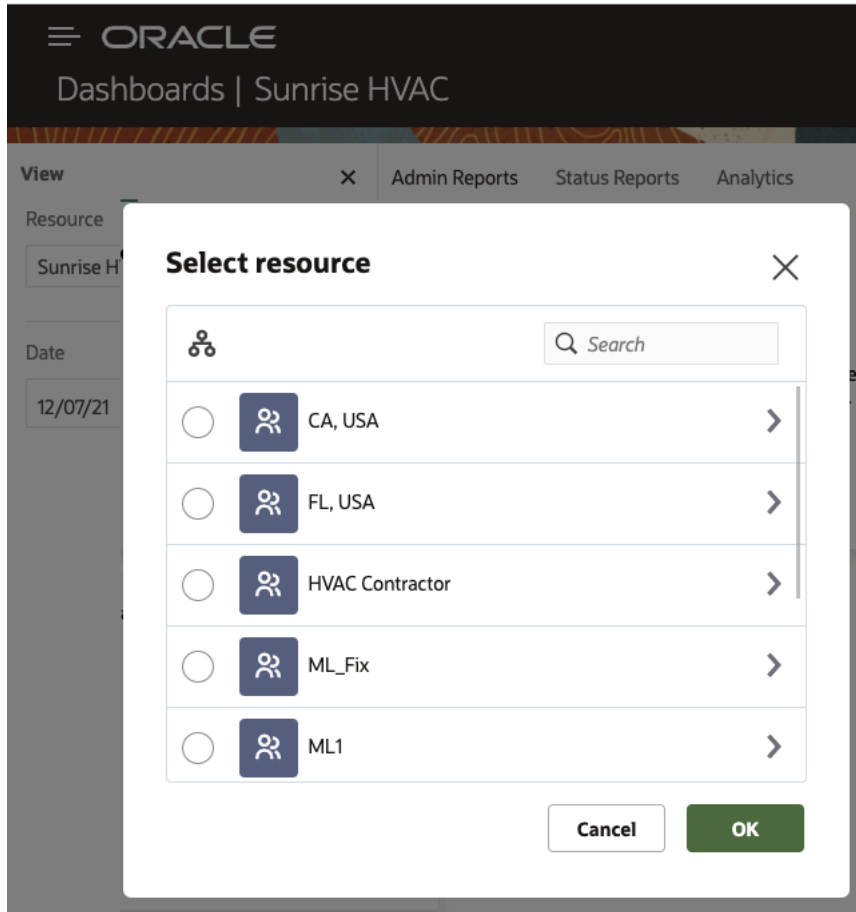 ORACLE
Dashboards | Sunrise HVAC
View
Admin Reports
Status Reports
Analytics
Resource
Sunrise H
Date
12/07/21
Select resource
Search
CA, USA
FL, USA
HVAC Contractor
ML_Fix
ML1
Cancel
OK